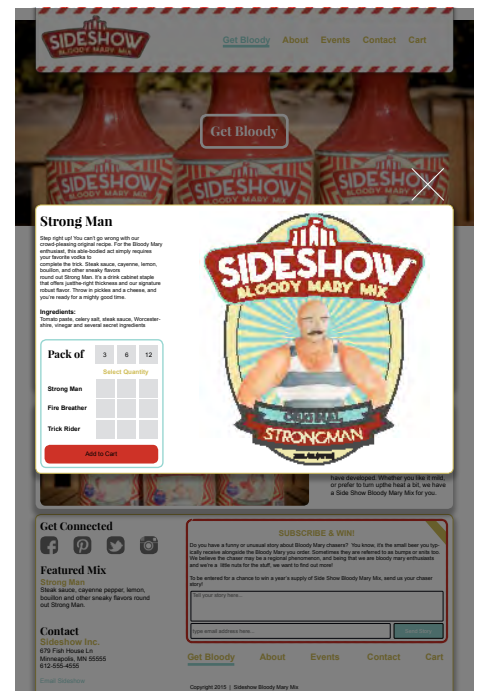 SIDESHOW
BLOODY MARY MIX
Get Bloody About Events Contact Cart
Get Bloody
SIDESHOW
SIDESHOW
SIDESHOW
Strong Man
Step right up! You can't go wrong with our
crowd-pleasing original recipe. For the Bloody Mary
enthusiast, this able-bodied act simply requires
your favorite vodka to
complete the trick. Steak sauce, cayenne, lemon,
bouillon, and other sneaky flavors
round out our Strong Man. It's a drink cabinet staple
that offers justthe-right thickness and our signature
robust flavor. Throw in pickles and a cheese, and
you're ready for a mighty good time.
Ingredients:
Tomato paste, celery salt, steak sauce, Worcester-
shire, vinegar and several secret ingredients
Pack of 3 6 12
Select Quantity
Strong Man
Fire Breather
Trick Rider
Add to Cart
SIDESHOW
BLOODY MARY MIX
ORIGINAL
STRONGMAN
have developed. Whether you like it mild,
or prefer to turn upthe heat a bit, we have
a Side Show Bloody Mary Mix for you.
Get Connected
Featured Mix
Strong Man
Steak sauce, cayenne pepper, lemon,
bouillon and other sneaky flavors round
out Strong Man.
Contact
Sideshow Inc.
679 Fish House Ln
Minneapolis, MN 55555
612-555-4555
Email Sideshow
SUBSCRIBE & WIN!
Do you have a funny or unusual story about Bloody Mary chasers? You know, it's the small beer you typ-
ically receive alongside the Bloody Mary you order. Sometimes they are referred to as bumps or snits too.
We believe the chaser may be a regional phenomenon, and being that we are bloody mary enthusiasts
and we're a little nuts for the stuff, we want to find out more!
To be entered for a chance to win a year's supply of Side Show Bloody Mary Mix, send us your chaser
story!
Tell your story here...
type email address here...
Get Bloody About Events Contact Cart
Copyright 2015 | Sideshow Bloody Mary Mix